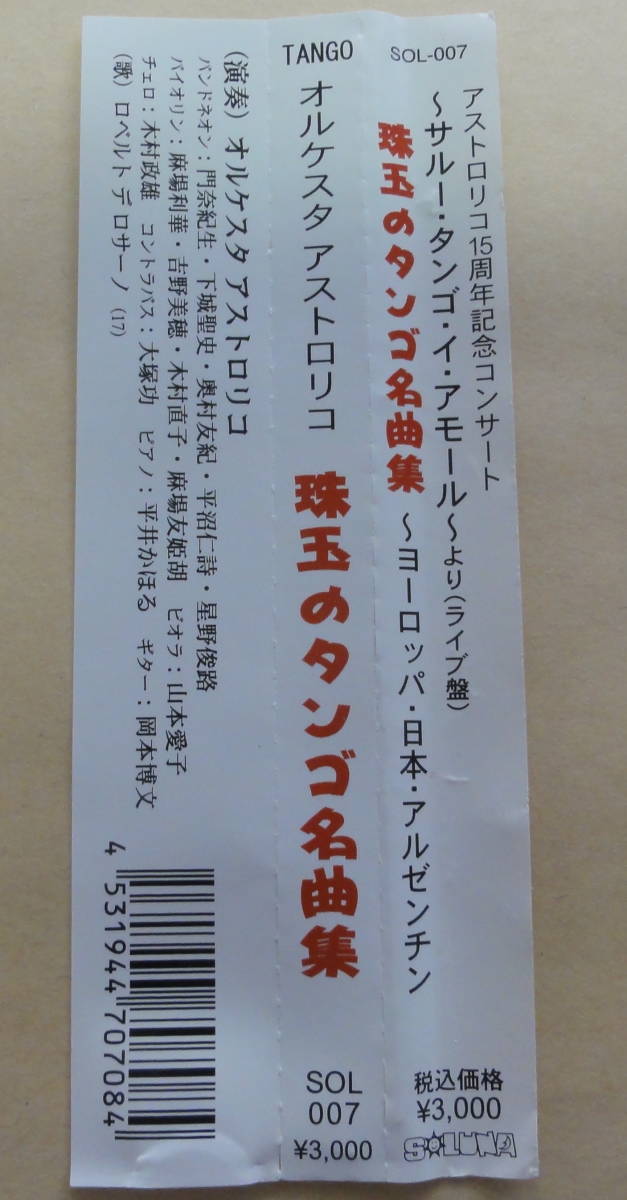 SOL-007
アストロリコ15周年記念コンサート
～サルー・タンゴ・イ・アモール～より(ライブ盤)
珠玉のタンゴ名曲集
～ヨーロッパ・日本・アルゼンチン
税込価格
¥3,000
SOLUNA
TANGO
オルケスタ アストロリコ
珠玉のタンゴ名曲集
SOL
007
¥3,000
(演奏) オルケスタ アストロリコ
バンドネオン：門奈紀生・下城聖史・奥村友紀・平沼仁詩・星野俊路
バイオリン：麻場利華・吉野美穂・木村直子・麻場友姫胡　ビオラ：山本愛子
チェロ：木村政雄　コントラバス：大塚功　ピアノ：平井かほる　ギター：岡本博文
(歌) ロベルト デ ロサーノ (17)
4 531944 707084